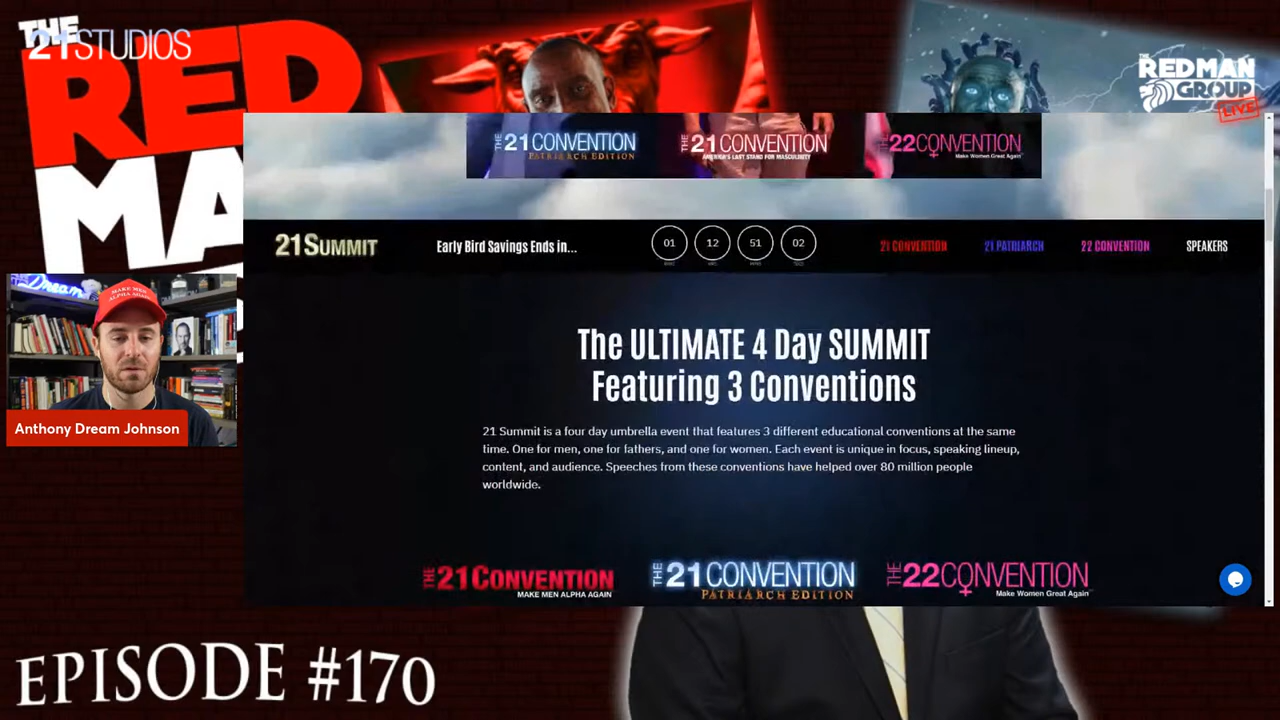 THE
RED
MA
21 STUDIOS
THE
RED MAN
GROUP
LIVE
THE 21 CONVENTION
PATRIARCH EDITION
THE 21 CONVENTION
AMERICA'S LAST STAND FOR MASCULINITY
THE 22 CONVENTION
Make Women Great Again
21 SUMMIT
Early Bird Savings Ends in...
01 12 51 02
21 CONVENTION
21 PATRIARCH
22 CONVENTION
SPEAKERS
The ULTIMATE 4 Day SUMMIT
Featuring 3 Conventions
21 Summit is a four day umbrella event that features 3 different educational conventions at the same
time. One for men, one for fathers, and one for women. Each event is unique in focus, speaking lineup,
content, and audience. Speeches from these conventions have helped over 80 million people
worldwide.
THE 21 CONVENTION
MAKE MEN ALPHA AGAIN
THE 21 CONVENTION
PATRIARCH EDITION
THE 22 CONVENTION
Make Women Great Again
Dream
MAKE MEN
ALPHA AGAIN
Anthony Dream Johnson
EPISODE #170